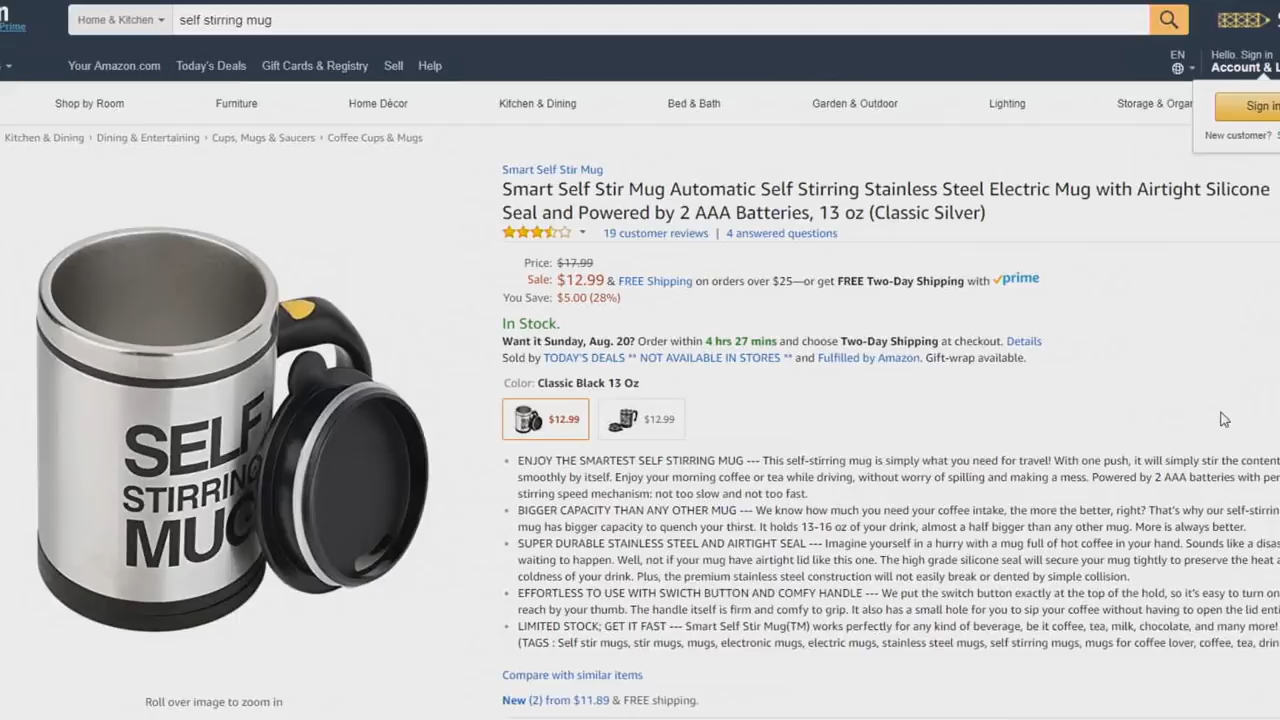 n
Prime
Home & Kitchen
self stirring mug
EN
Hello. Sign in
Your Amazon.com Today's Deals Gift Cards & Registry Sell Help
Account & L
Shop by Room Furniture Home Décor Kitchen & Dining Bed & Bath Garden & Outdoor Lighting Storage & Organ
Sign in
New customer? S
Kitchen & Dining › Dining & Entertaining › Cups, Mugs & Saucers › Coffee Cups & Mugs
Smart Self Stir Mug
Smart Self Stir Mug Automatic Self Stirring Stainless Steel Electric Mug with Airtight Silicone
Seal and Powered by 2 AAA Batteries, 13 oz (Classic Silver)
19 customer reviews | 4 answered questions
Price: $17.99
Sale: $12.99 & FREE Shipping on orders over $25—or get FREE Two-Day Shipping with prime
You Save: $5.00 (28%)
In Stock.
Want it Sunday, Aug. 20? Order within 4 hrs 27 mins and choose Two-Day Shipping at checkout. Details
Sold by TODAY'S DEALS ** NOT AVAILABLE IN STORES ** and Fulfilled by Amazon. Gift-wrap available.
Color: Classic Black 13 Oz
$12.99 $12.99
SELF
STIRRING
MUG
• ENJOY THE SMARTEST SELF STIRRING MUG --- This self-stirring mug is simply what you need for travel! With one push, it will simply stir the content
smoothly by itself. Enjoy your morning coffee or tea while driving, without worry of spilling and making a mess. Powered by 2 AAA batteries with per
stirring speed mechanism: not too slow and not too fast.
• BIGGER CAPACITY THAN ANY OTHER MUG --- We know how much you need your coffee intake, the more the better, right? That's why our self-stirrin
mug has bigger capacity to quench your thirst. It holds 13-16 oz of your drink, almost a half bigger than any other mug. More is always better.
• SUPER DURABLE STAINLESS STEEL AND AIRTIGHT SEAL --- Imagine yourself in a hurry with a mug full of hot coffee in your hand. Sounds like a disas
waiting to happen. Well, not if your mug have airtight lid like this one. The high grade silicone seal will secure your mug tightly to preserve the heat a
coldness of your drink. Plus, the premium stainless steel construction will not easily break or dented by simple collision.
• EFFORTLESS TO USE WITH SWICTH BUTTON AND COMFY HANDLE --- We put the switch button exactly at the top of the hold, so it's easy to turn on
reach by your thumb. The handle itself is firm and comfy to grip. It also has a small hole for you to sip your coffee without having to open the lid enti
• LIMITED STOCK; GET IT FAST --- Smart Self Stir Mug(TM) works perfectly for any kind of beverage, be it coffee, tea, milk, chocolate, and many more!
(TAGS : Self stir mugs, stir mugs, mugs, electronic mugs, electric mugs, stainless steel mugs, self stirring mugs, mugs for coffee lover, coffee, tea, drin
Compare with similar items
New (2) from $11.89 & FREE shipping.
Roll over image to zoom in